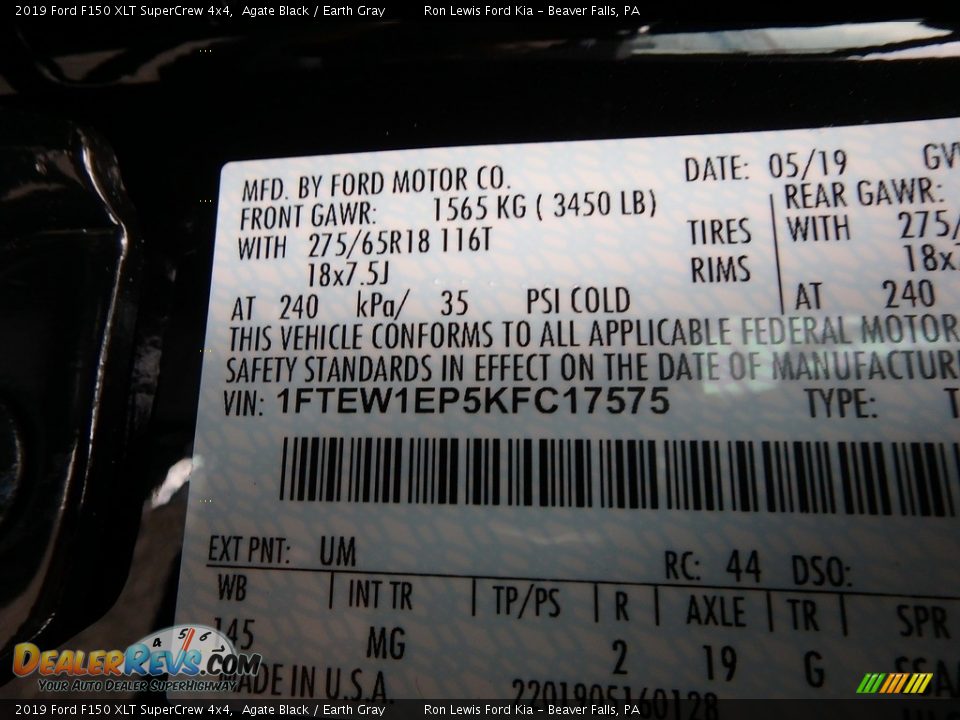 2019 Ford F150 XLT SuperCrew 4x4, Agate Black / Earth Gray Ron Lewis Ford Kia - Beaver Falls, PA
MFD. BY FORD MOTOR CO. DATE: 05/19
FRONT GAWR: 1565 KG ( 3450 LB) REAR GAWR:
WITH 275/65R18 116T TIRES WITH 275/
18x7.5J RIMS
AT 240 kPa/ 35 PSI COLD AT 240
THIS VEHICLE CONFORMS TO ALL APPLICABLE FEDERAL MOTOR
SAFETY STANDARDS IN EFFECT ON THE DATE OF
VIN: 1FTEW1EP5KFC17575 TYPE:
EXT PNT: UM RC: 44 DSO:
WB INT TR TP/PS R AXLE TR SPR
145 MG 2 19 G
MADE IN U.S.A.
DealerRevs.com
Your Auto Dealer SuperHighway
2019 Ford F150 XLT SuperCrew 4x4, Agate Black / Earth Gray Ron Lewis Ford Kia - Beaver Falls, PA